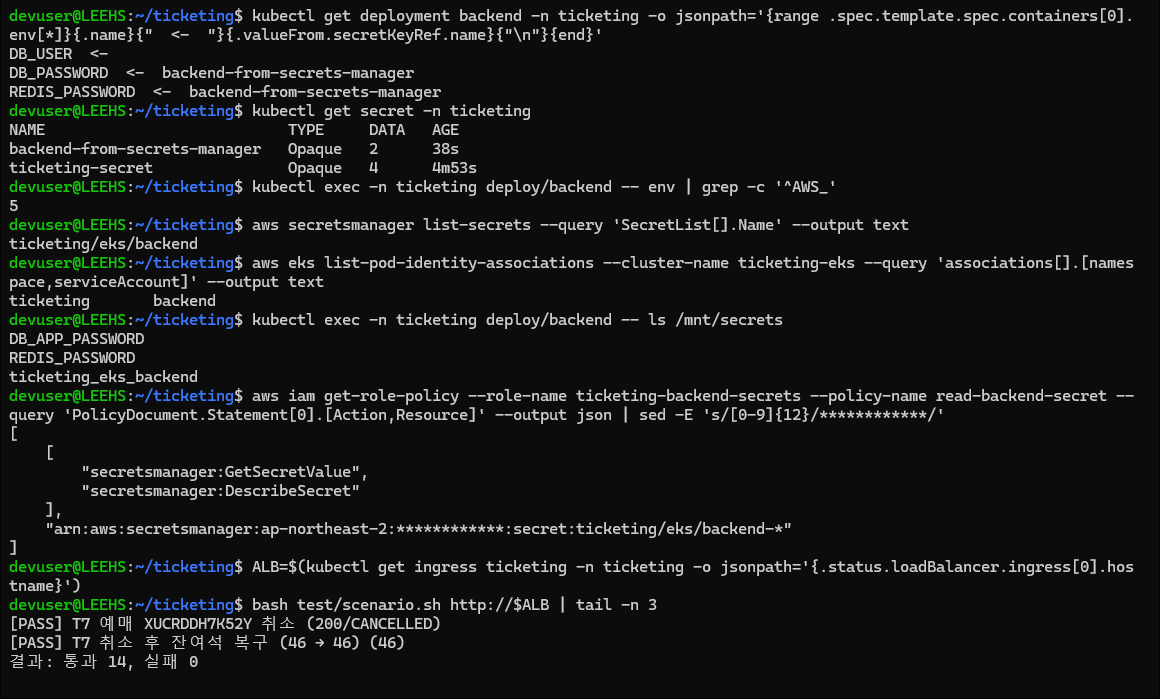 devuser@LEEHS:~/ticketing$ kubectl get deployment backend -n ticketing -o jsonpath='{range .spec.template.spec.containers[0].
env[*]}{.name}{"  <-  "}{.valueFrom.secretKeyRef.name}{"\n"}{end}'
DB_USER  <-
DB_PASSWORD  <-  backend-from-secrets-manager
REDIS_PASSWORD  <-  backend-from-secrets-manager
devuser@LEEHS:~/ticketing$ kubectl get secret -n ticketing
NAME                           TYPE     DATA   AGE
backend-from-secrets-manager   Opaque   2      38s
ticketing-secret               Opaque   4      4m53s
devuser@LEEHS:~/ticketing$ kubectl exec -n ticketing deploy/backend -- env | grep -c '^AWS_'
5
devuser@LEEHS:~/ticketing$ aws secretsmanager list-secrets --query 'SecretList[].Name' --output text
ticketing/eks/backend
devuser@LEEHS:~/ticketing$ aws eks list-pod-identity-associations --cluster-name ticketing-eks --query 'associations[].[names
pace,serviceAccount]' --output text
ticketing       backend
devuser@LEEHS:~/ticketing$ kubectl exec -n ticketing deploy/backend -- ls /mnt/secrets
DB_APP_PASSWORD
REDIS_PASSWORD
ticketing_eks_backend
devuser@LEEHS:~/ticketing$ aws iam get-role-policy --role-name ticketing-backend-secrets --policy-name read-backend-secret --
query 'PolicyDocument.Statement[0].[Action,Resource]' --output json | sed -E 's/[0-9]{12}/************/'
[
    [
        "secretsmanager:GetSecretValue",
        "secretsmanager:DescribeSecret"
    ],
    "arn:aws:secretsmanager:ap-northeast-2:************:secret:ticketing/eks/backend-*"
]
devuser@LEEHS:~/ticketing$ ALB=$(kubectl get ingress ticketing -n ticketing -o jsonpath='{.status.loadBalancer.ingress[0].hos
tname}')
devuser@LEEHS:~/ticketing$ bash test/scenario.sh http://$ALB | tail -n 3
[PASS] T7 예매 XUCRDDH7K52Y 취소 (200/CANCELLED)
[PASS] T7 취소 후 잔여석 복구 (46 → 46) (46)
결과: 통과 14, 실패 0